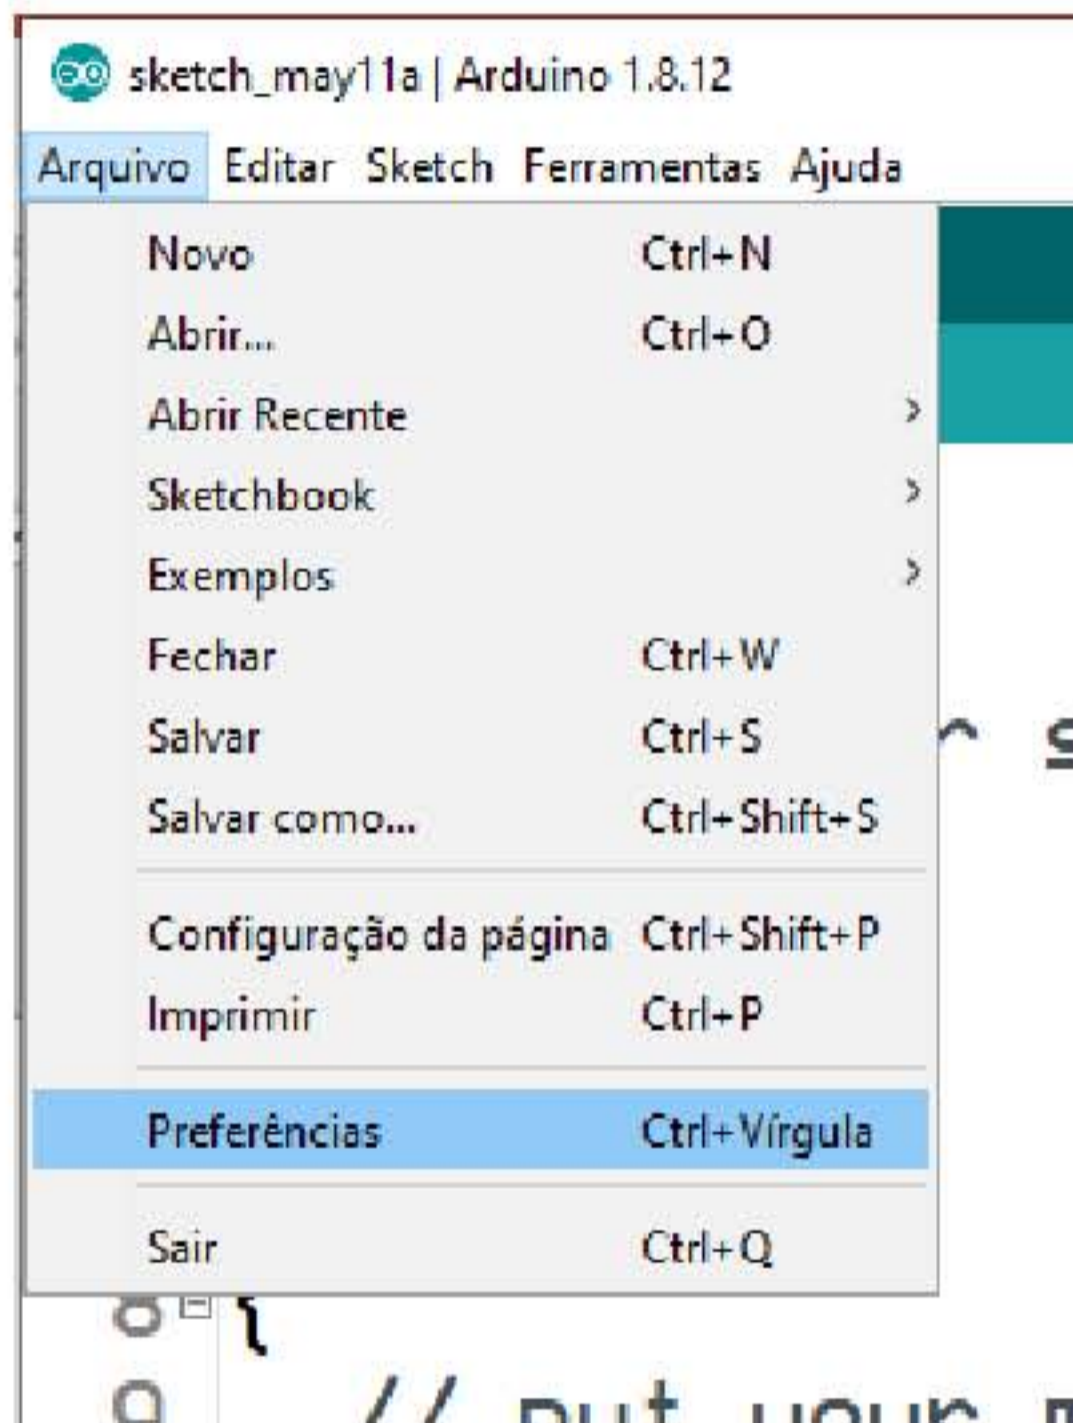 sketch_may11a | Arduino 1.8.12
Arquivo Editar Sketch Ferramentas Ajuda
Novo Ctrl+N
Abrir... Ctrl+O
Abrir Recente >
Sketchbook >
Exemplos >
Fechar Ctrl+W
Salvar Ctrl+S
Salvar como... Ctrl+Shift+S
Configuração da página Ctrl+Shift+P
Imprimir Ctrl+P
Preferências Ctrl+Vírgula
Sair Ctrl+Q
8 {
9 // put your